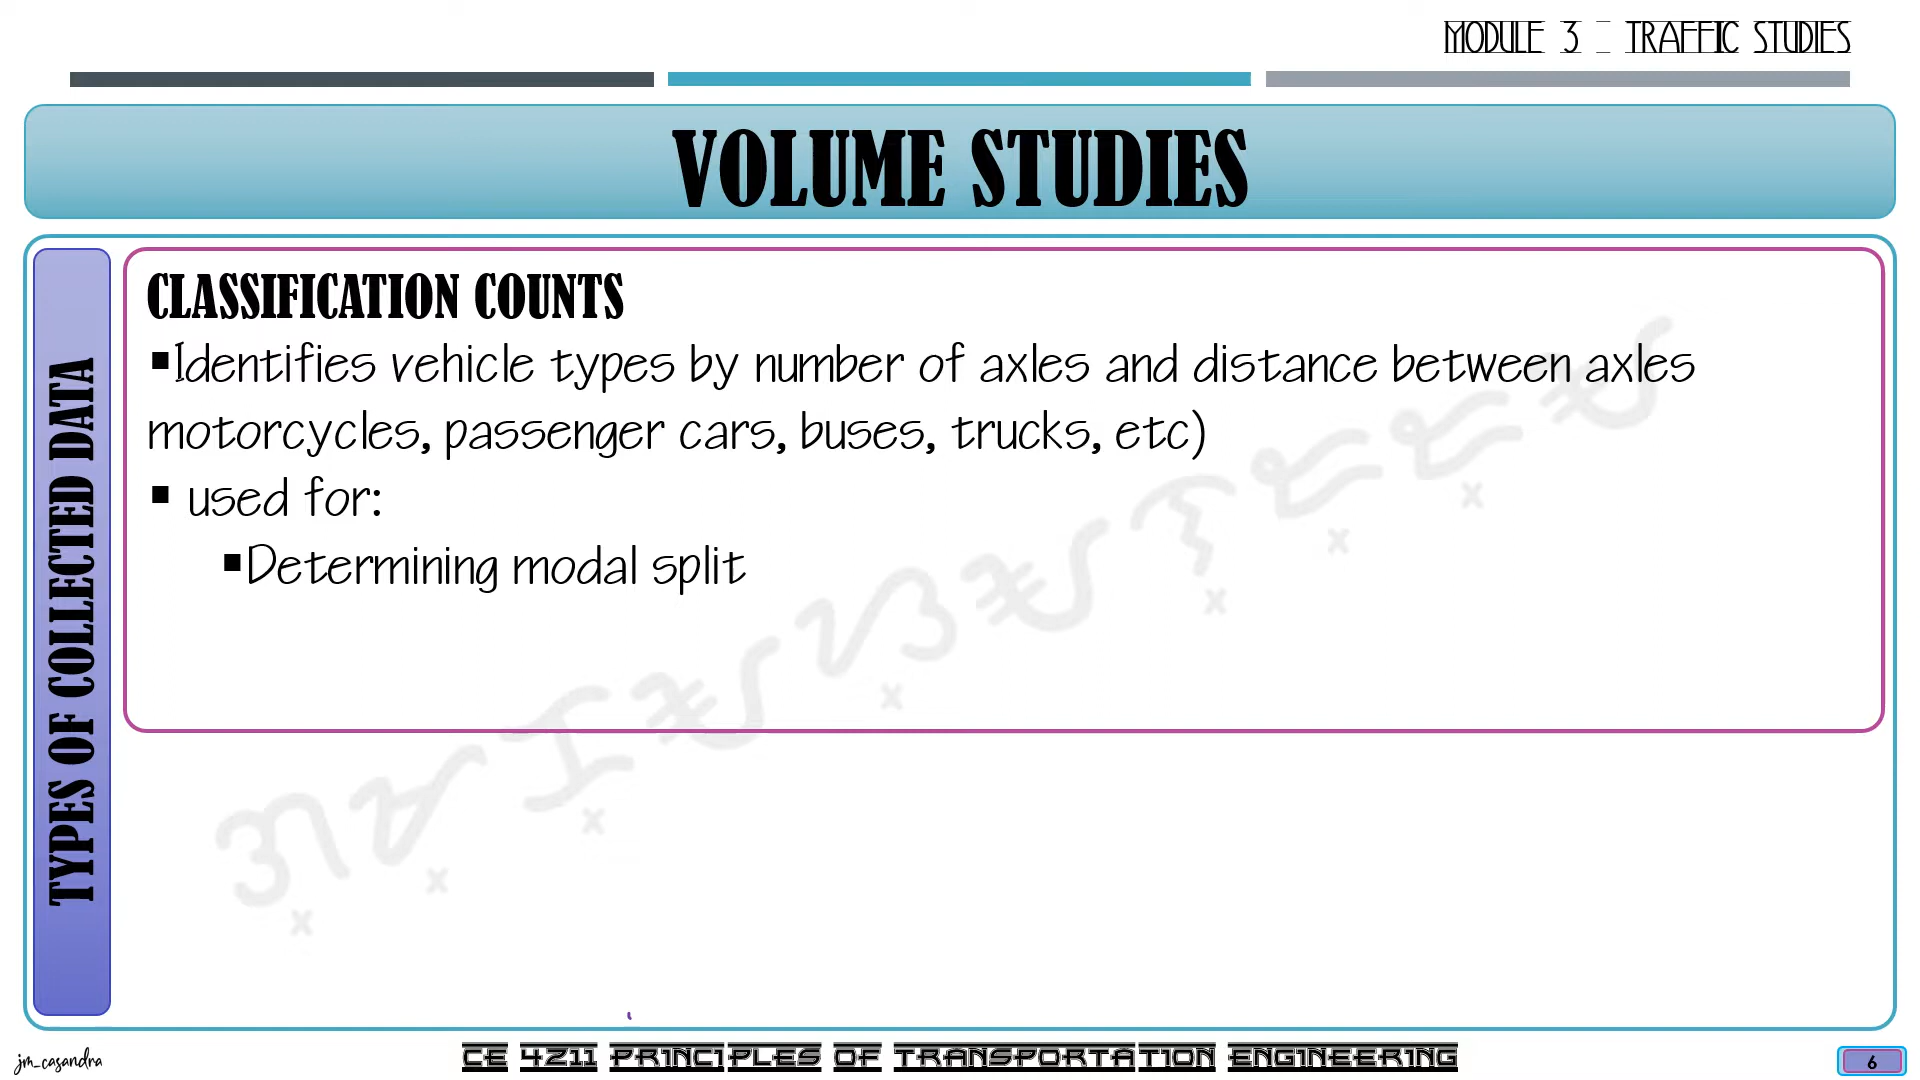 MODULE 3 – TRAFFIC STUDIES
VOLUME STUDIES
TYPES OF COLLECTED DATA
CLASSIFICATION COUNTS
▪Identifies vehicle types by number of axles and distance between axles
motorcycles, passenger cars, buses, trucks, etc)
▪ used for:
▪Determining modal split
jm_casandra
CE 4211 PRINCIPLES OF TRANSPORTATION ENGINEERING
6